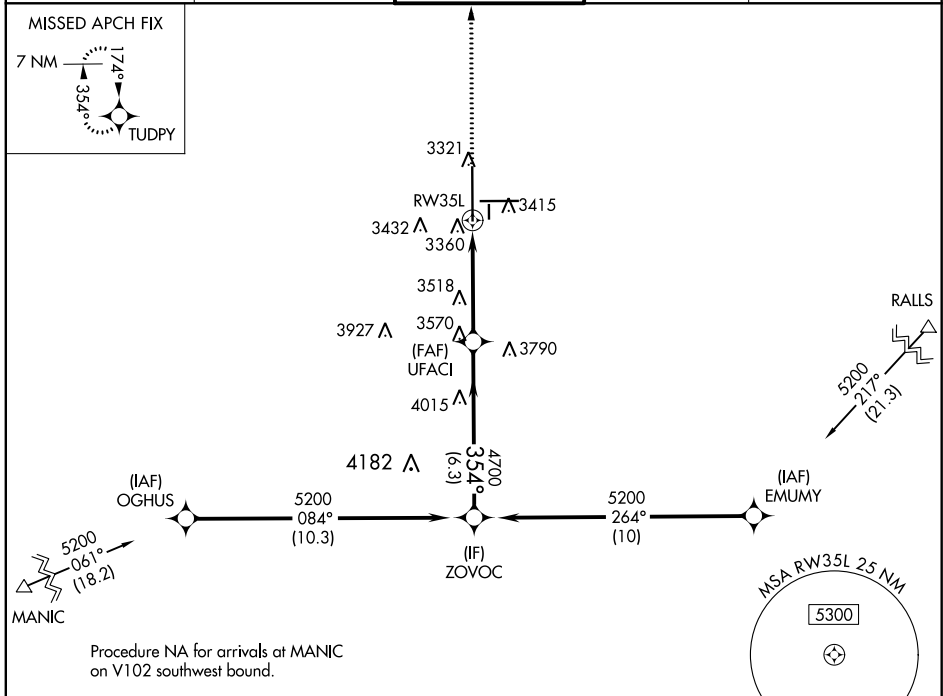 MISSED APCH FIX
7 NM
174°
354°
TUDPY
3321
RW35L
3415
3432
3360
3518
3927
3570
(FAF)
UFACI
3790
RALLS
5200
217°
(21.3)
4015
4182
4700
354°
(6.3)
(IAF)
OGHUS
(IAF)
EMUMY
5200
084°
(10.3)
5200
264°
(10)
5200
061°
(18.2)
MANIC
(IF)
ZOVOC
MSA RW35L 25 NM
5300
Procedure NA for arrivals at MANIC
on V102 southwest bound.